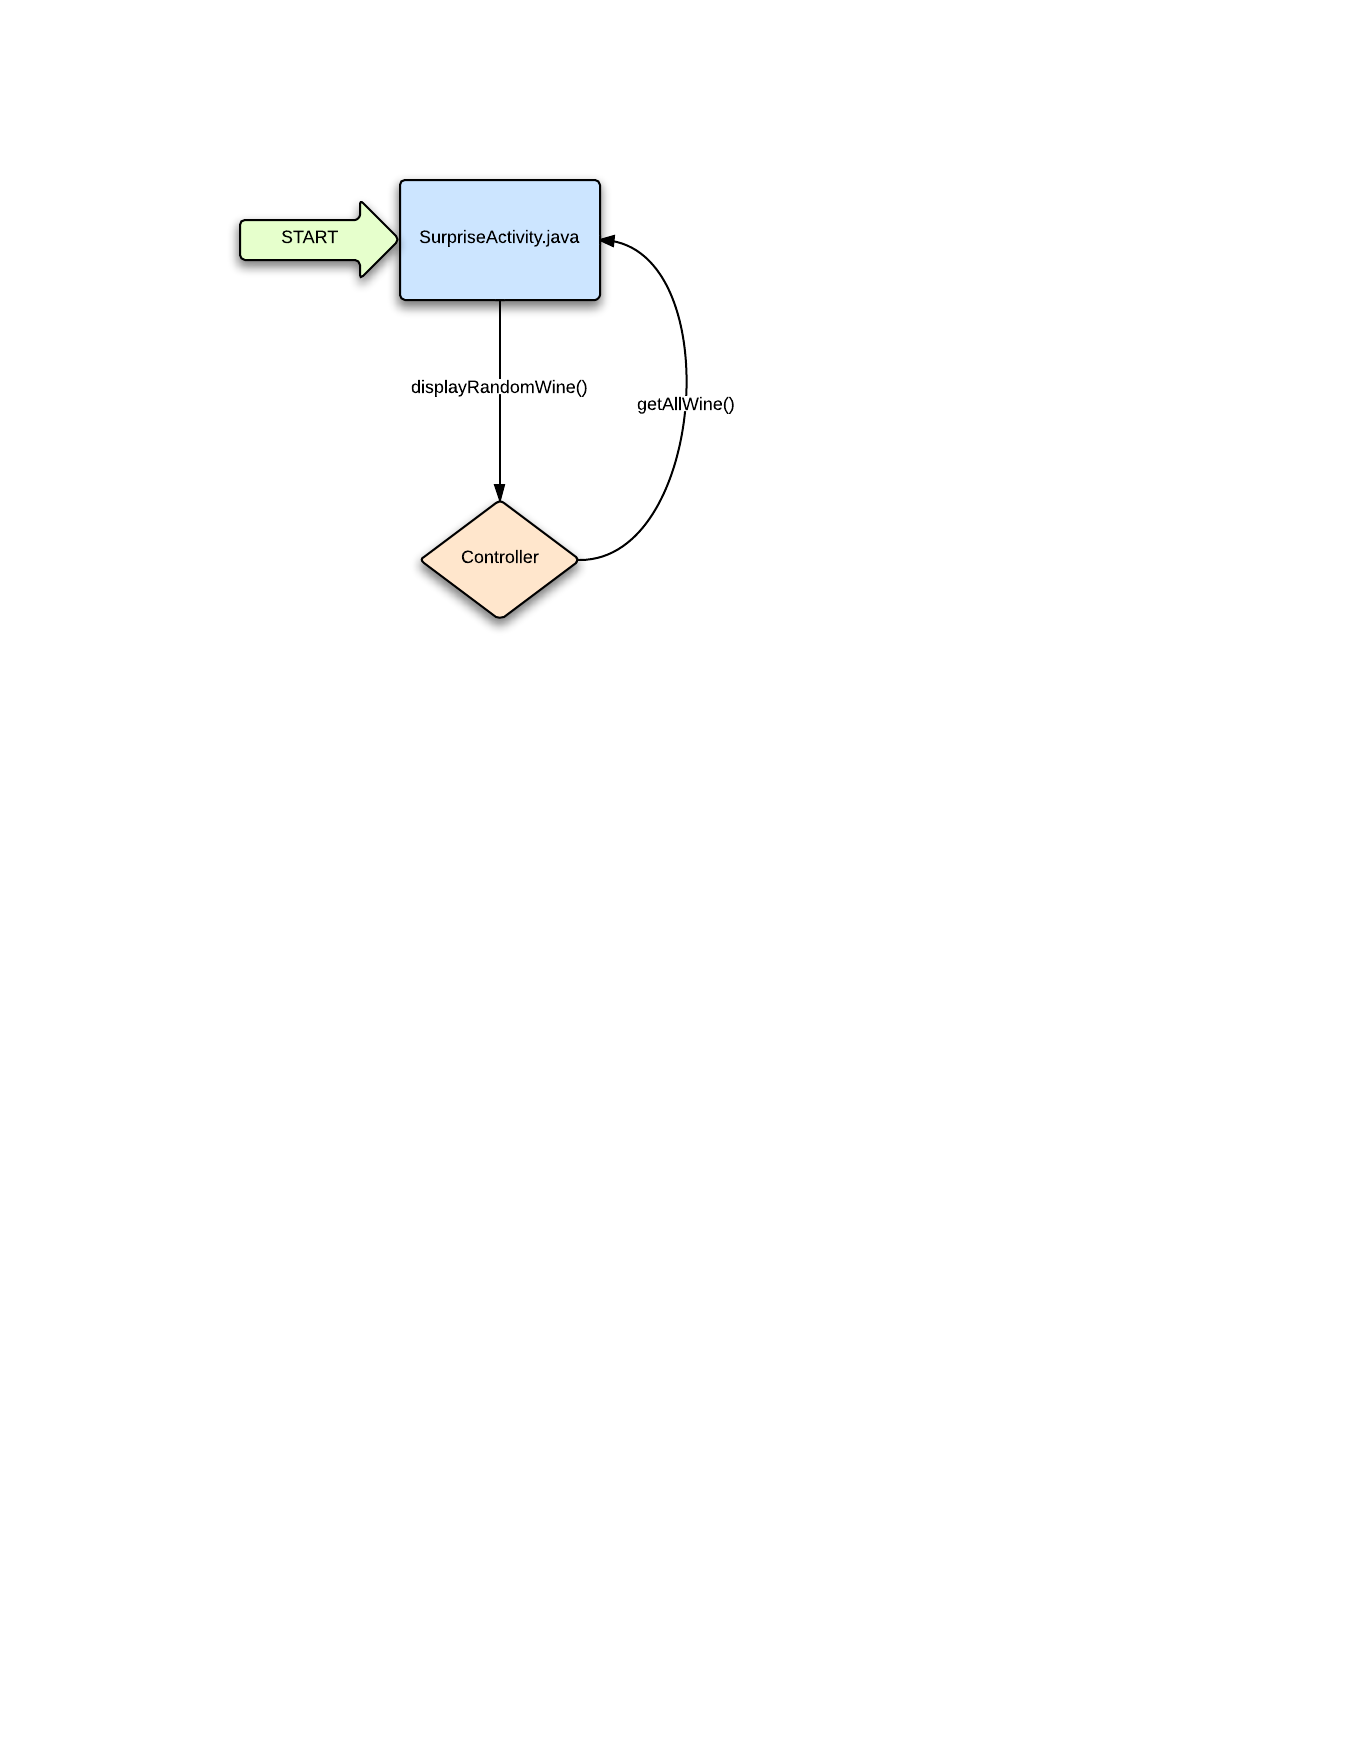 START
SurpriseActivity.java
displayRandomWine()
getAllWine()
Controller